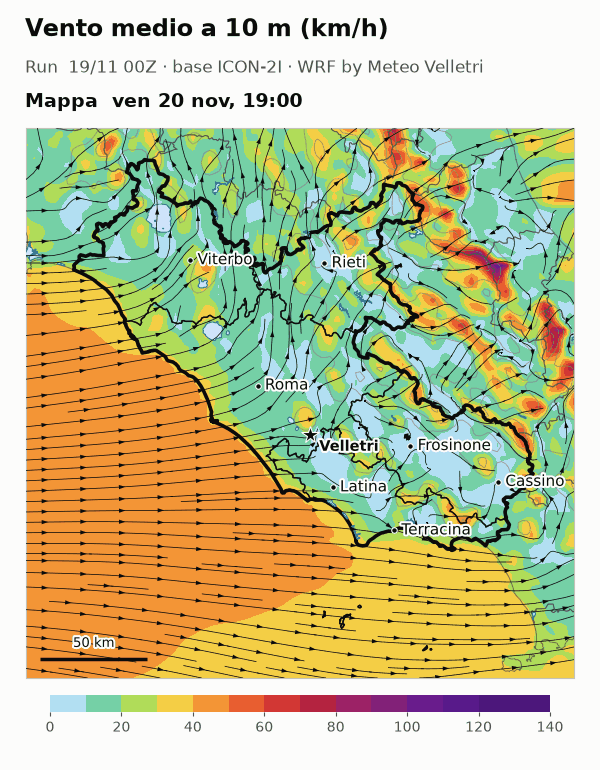 Vento medio a 10 m (km/h)
Run  19/11 00Z · base ICON-2I · WRF by Meteo Velletri
Mappa  ven 20 nov, 19:00
Viterbo
Rieti
Roma
Velletri
Frosinone
Latina
Cassino
Terracina
50 km
0 20 40 60 80 100 120 140